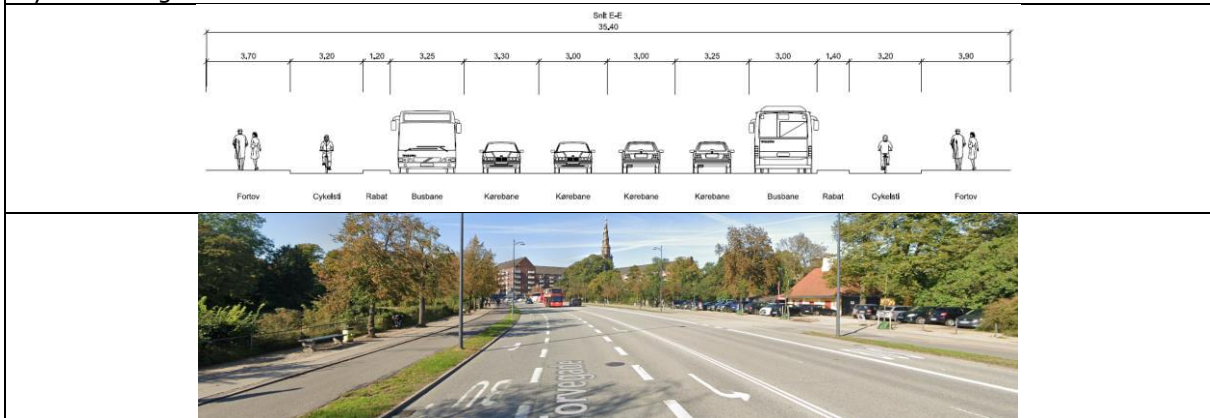 Snit E-E
35,40
3,70 3,20 1,20 3,25 3,30 3,00 3,00 3,25 3,00 1,40 3,20 3,90
Fortov Cykelsti Rabat Busbane Kørebane Kørebane Kørebane Kørebane Busbane Rabat Cykelsti Fortov
Torvegade